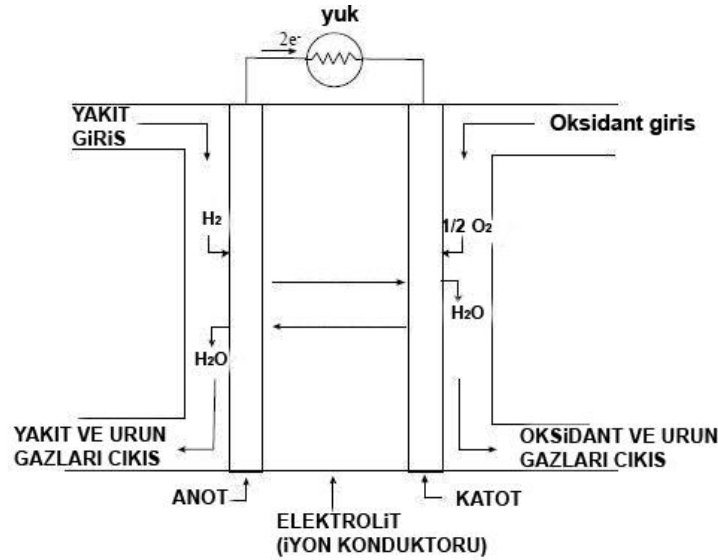 yuk
2e-
YAKIT
GiRiS
Oksidant giris
H2
1/2 O2
H2O
H2O
YAKIT VE URUN
GAZLARI CIKIS
OKSiDANT VE URUN
GAZLARI CIKIS
ANOT
KATOT
ELEKTROLiT
(iYON KONDUKTORU)